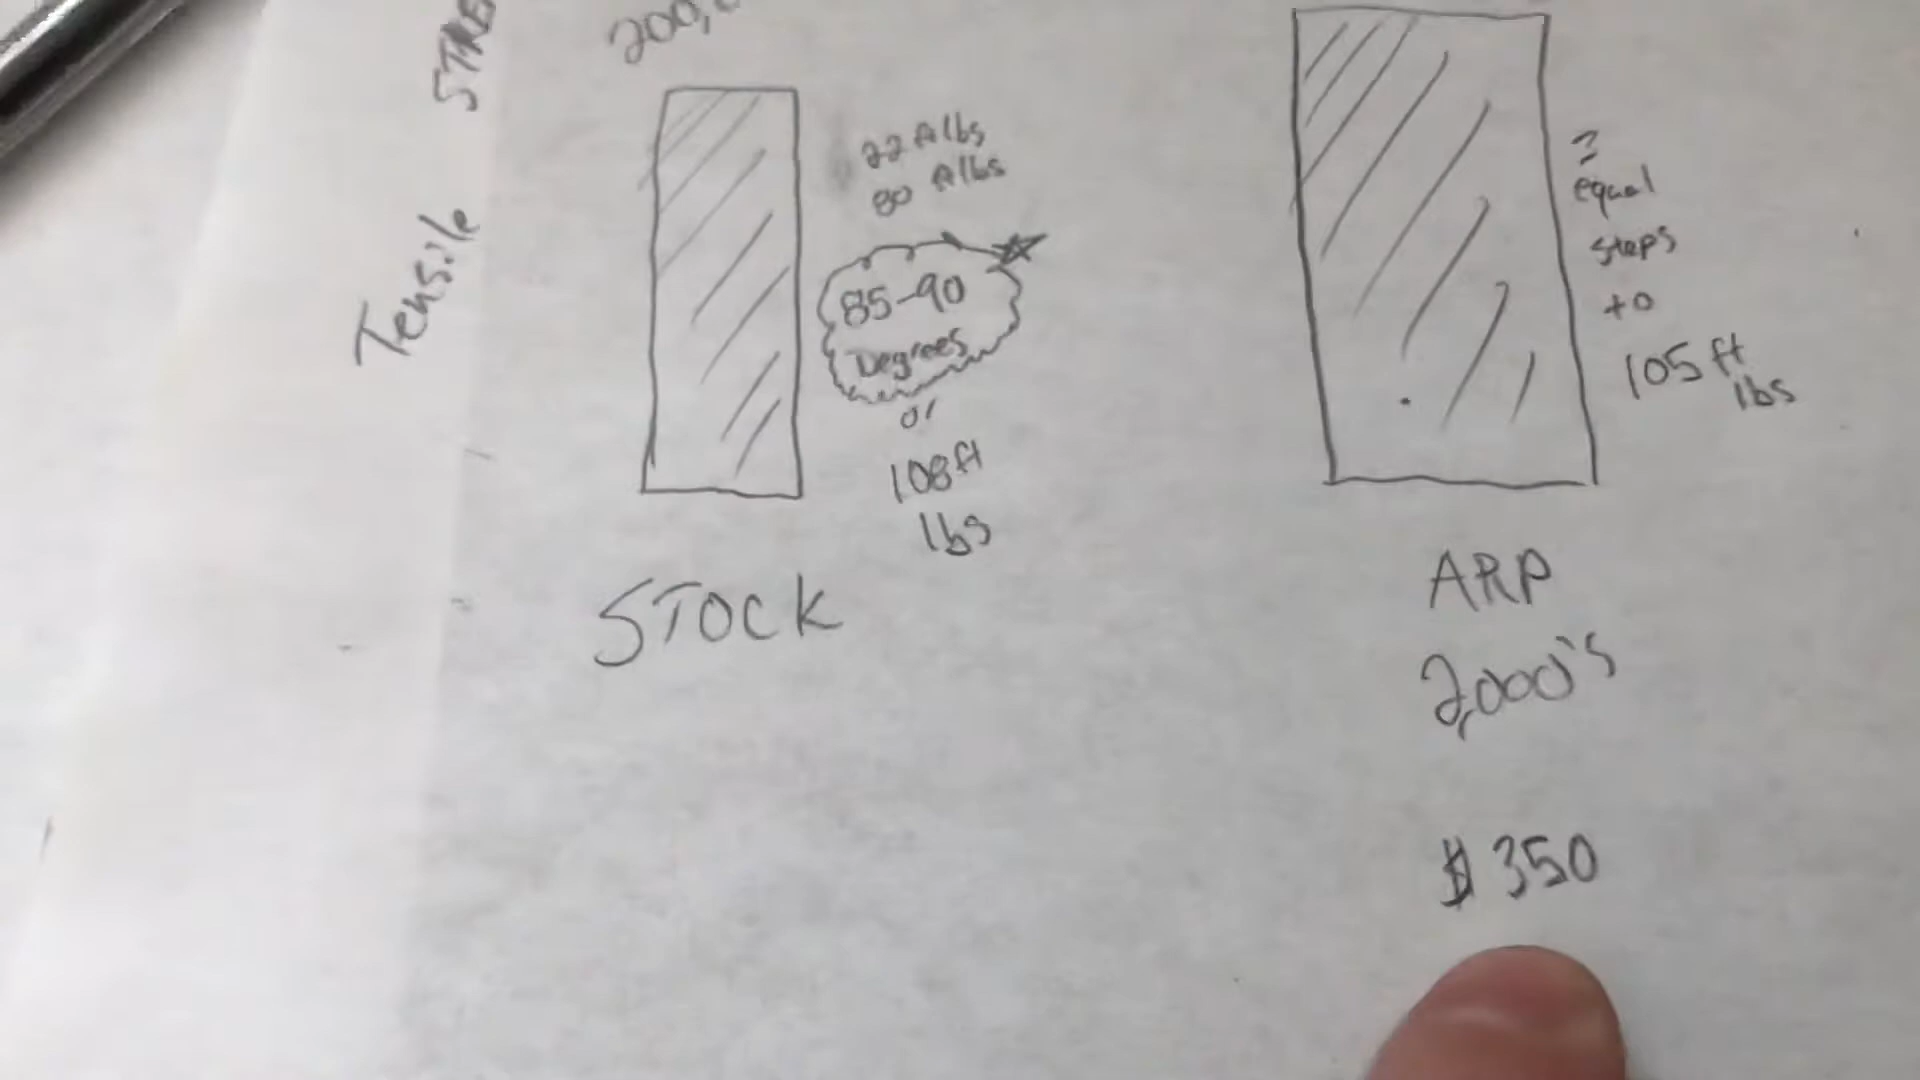 Tensile
22 ft lbs
80 ft lbs
85-90
Degrees
or
108 ft
lbs
STOCK
equal
steps
to
105 ft
lbs
ARP
2,000's
$350